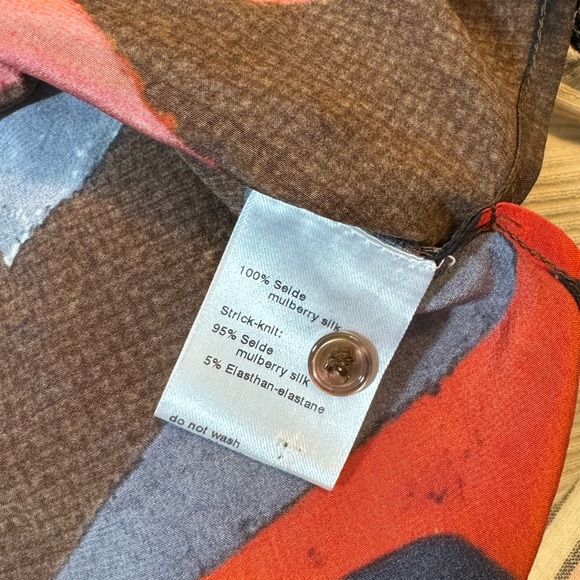 100% Seide
mulberry silk
Strick-knit:
95% Seide
mulberry silk
5% Elasthan-elastane
do not wash